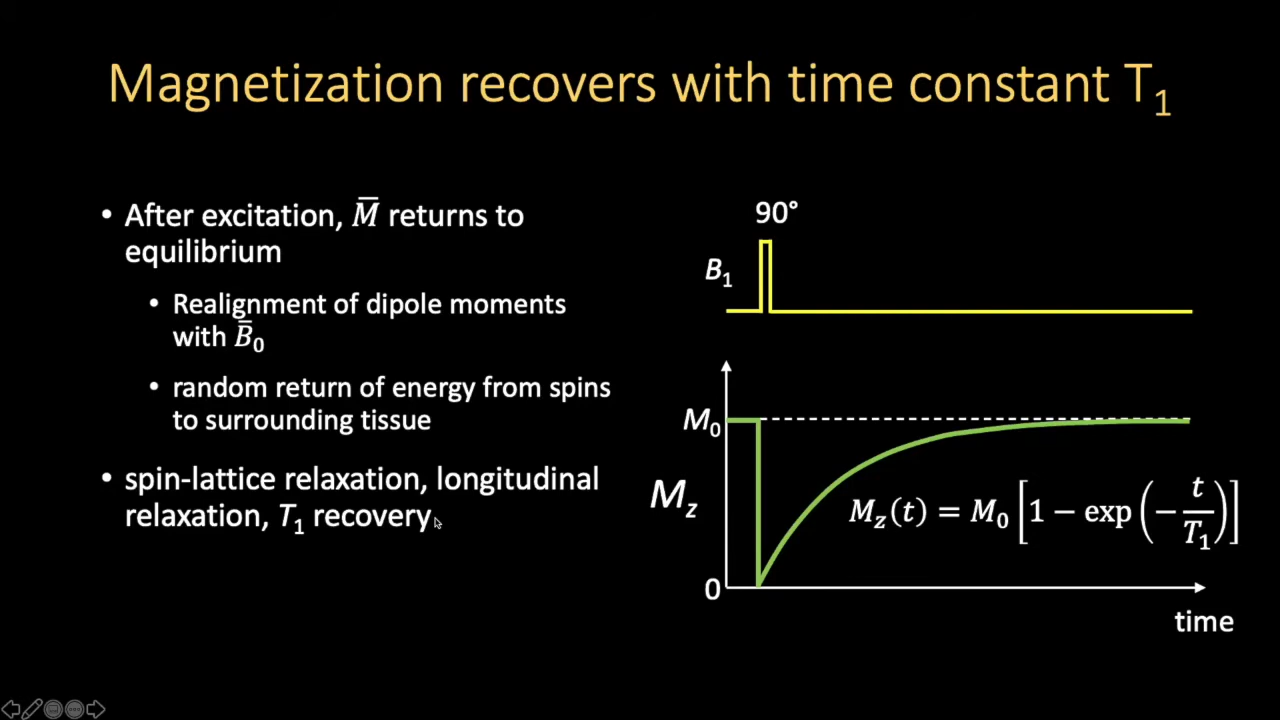 Magnetization recovers with time constant T₁
• After excitation, M̅ returns to
equilibrium
• Realignment of dipole moments
with B̅₀
• random return of energy from spins
to surrounding tissue
• spin-lattice relaxation, longitudinal
relaxation, T₁ recovery
90°
B₁
M₀
M_z
M_z(t) = M₀ [1 − exp (− t/T₁)]
0
time